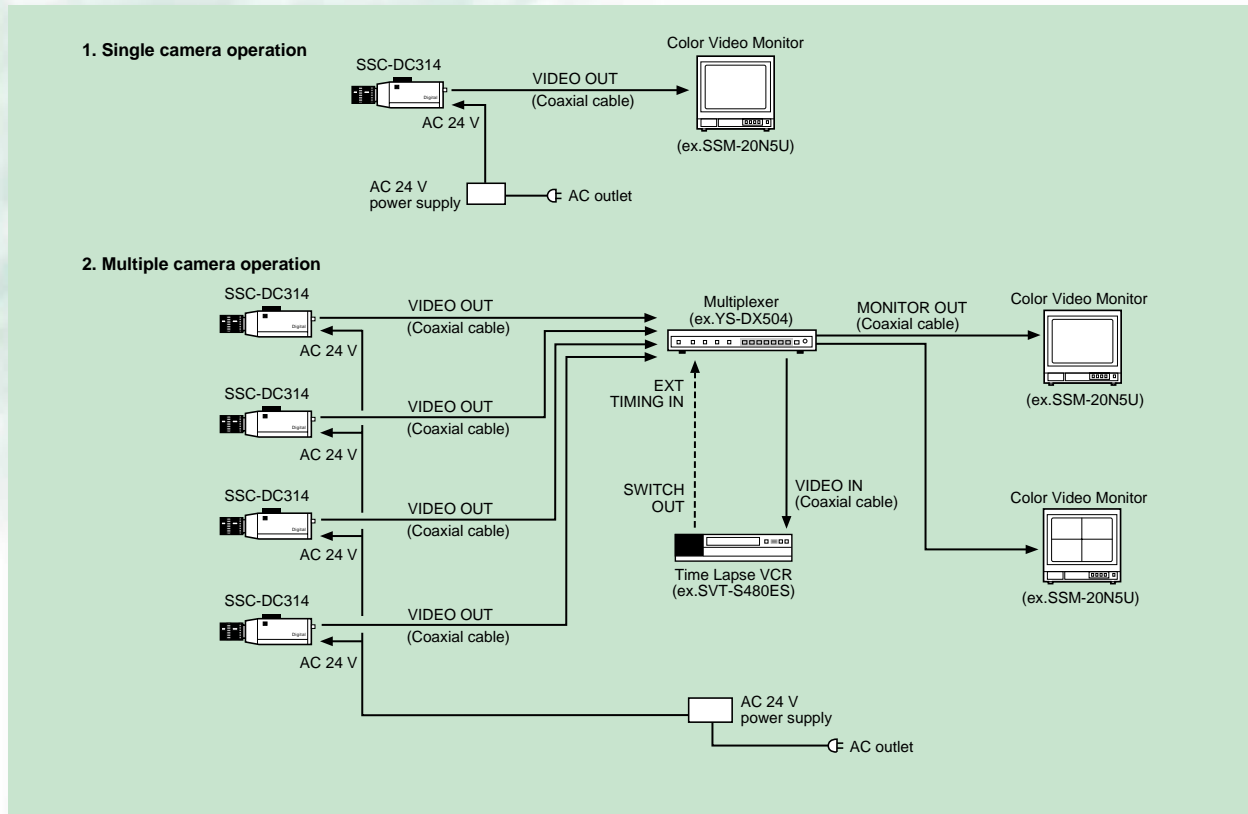 1. Single camera operation
SSC-DC314
Digital
VIDEO OUT
(Coaxial cable)
Color Video Monitor
(ex.SSM-20N5U)
AC 24 V
AC 24 V
power supply
AC outlet
2. Multiple camera operation
SSC-DC314
Digital
AC 24 V
VIDEO OUT
(Coaxial cable)
SSC-DC314
Digital
AC 24 V
VIDEO OUT
(Coaxial cable)
SSC-DC314
Digital
AC 24 V
VIDEO OUT
(Coaxial cable)
SSC-DC314
Digital
AC 24 V
VIDEO OUT
(Coaxial cable)
Multiplexer
(ex.YS-DX504)
EXT
TIMING IN
SWITCH
OUT
VIDEO IN
(Coaxial cable)
Time Lapse VCR
(ex.SVT-S480ES)
MONITOR OUT
(Coaxial cable)
Color Video Monitor
(ex.SSM-20N5U)
Color Video Monitor
(ex.SSM-20N5U)
AC 24 V
power supply
AC outlet